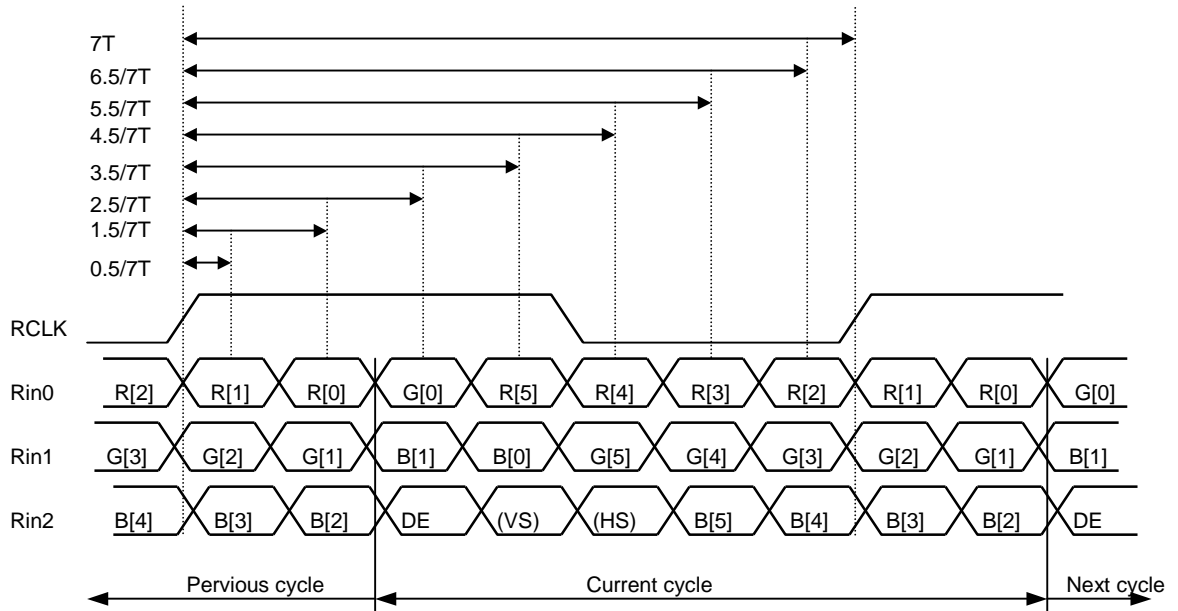 7T
6.5/7T
5.5/7T
4.5/7T
3.5/7T
2.5/7T
1.5/7T
0.5/7T
RCLK
Rin0 R[2] R[1] R[0] G[0] R[5] R[4] R[3] R[2] R[1] R[0] G[0]
Rin1 G[3] G[2] G[1] B[1] B[0] G[5] G[4] G[3] G[2] G[1] B[1]
Rin2 B[4] B[3] B[2] DE (VS) (HS) B[5] B[4] B[3] B[2] DE
Pervious cycle Current cycle Next cycle